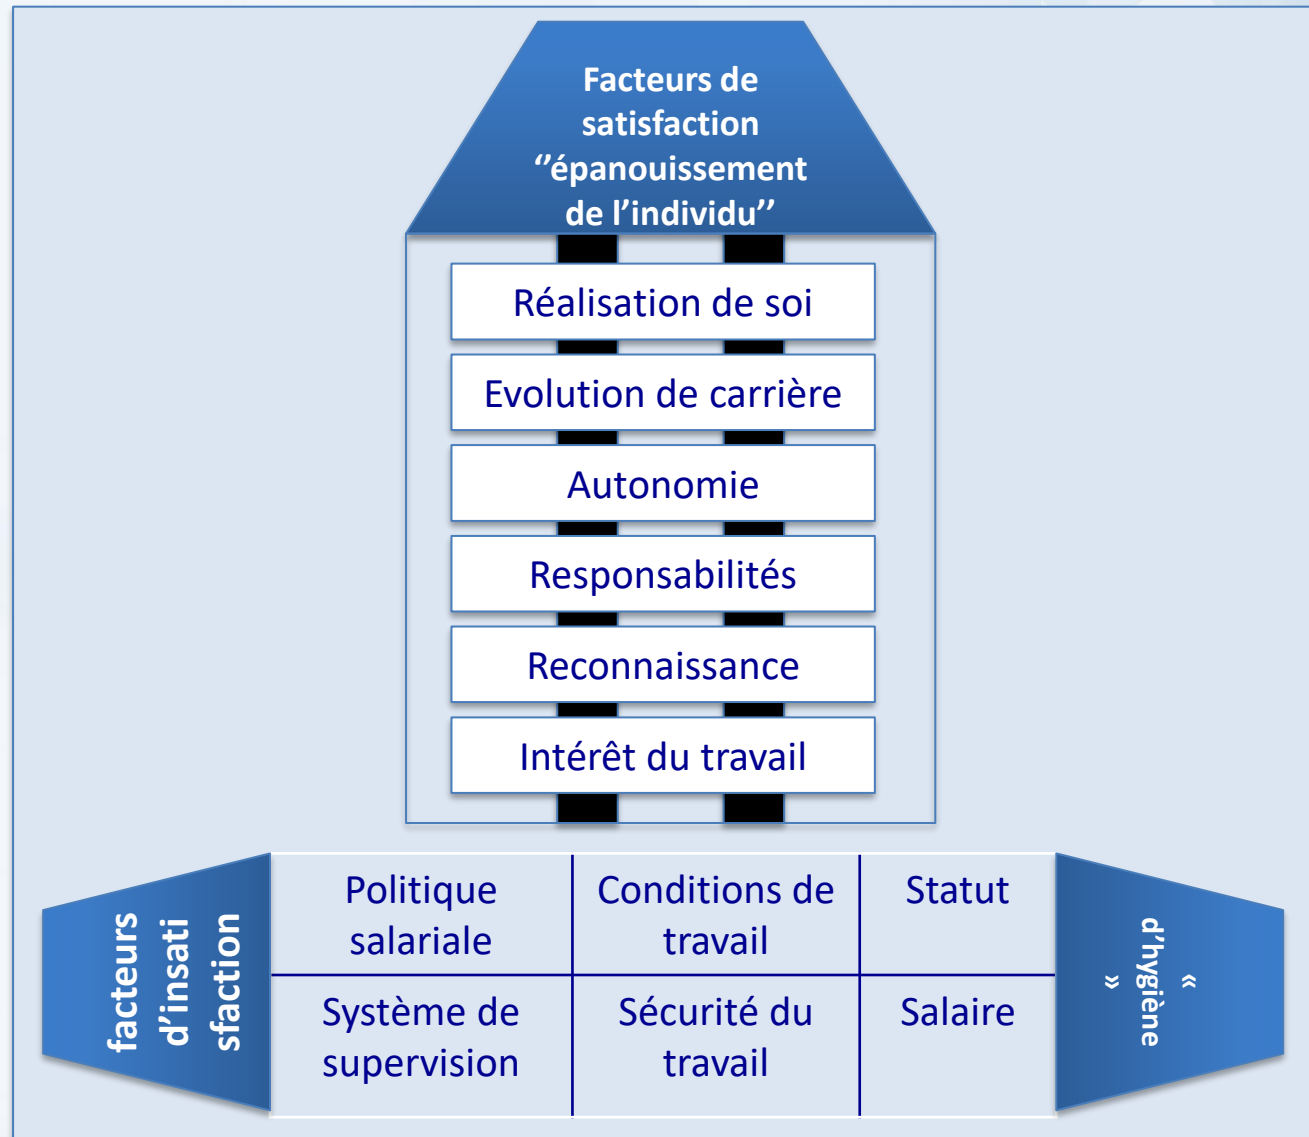 Facteurs de
satisfaction
‘’épanouissement
de l’individu’’
Réalisation de soi
Evolution de carrière
Autonomie
Responsabilités
Reconnaissance
Intérêt du travail
facteurs
d’insati
sfaction
Politique
salariale
Conditions de
travail
Statut
Système de
supervision
Sécurité du
travail
Salaire
«
d’hygiène
»